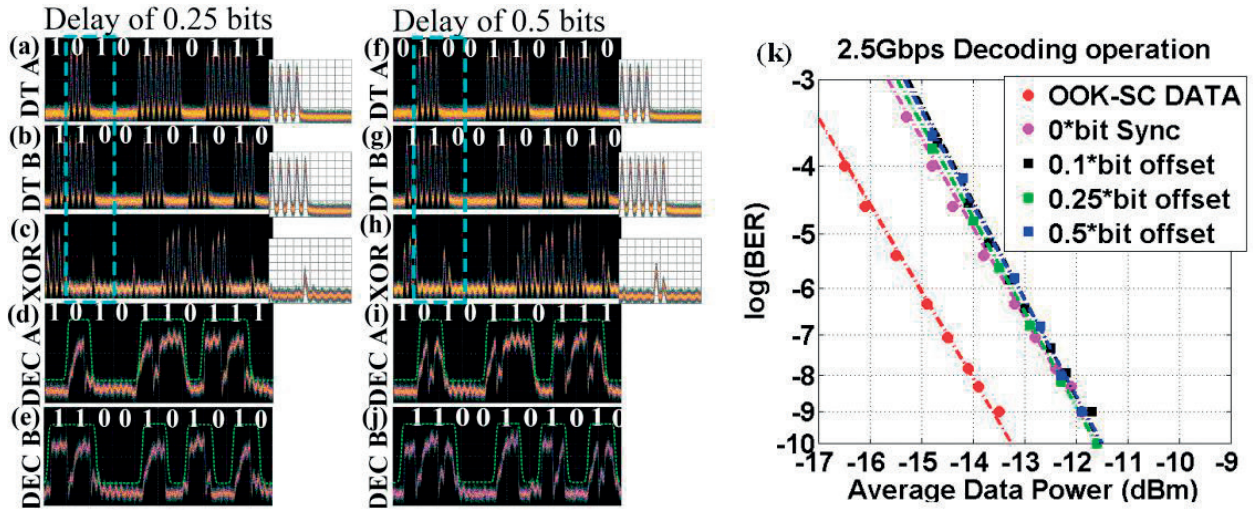 Delay of 0.25 bits
Delay of 0.5 bits
(a)
1 0 1 0 0 1 1 0 1 1 1
DT A
(b)
1 1 0 0 1 0 1 0 1 0
DT B
(c)
XOR
(d)
1 0 1 0 1 1 0 1 1 1
DEC A
(e)
1 1 0 0 1 0 1 0 1 0
DEC B
(f)
0 1 0 0 1 1 0 1 1 0
DT A
(g)
1 1 0 0 1 0 1 0 1 0
DT B
(h)
XOR
(i)
0 1 0 0 1 1 0 1 1 1
DEC A
(j)
1 1 0 0 1 0 1 0 1 0
DEC B
(k)
2.5Gbps Decoding operation
OOK-SC DATA
0*bit Sync
0.1*bit offset
0.25*bit offset
0.5*bit offset
log(BER)
-3
-4
-5
-6
-7
-8
-9
-10
-17 -16 -15 -14 -13 -12 -11 -10 -9
Average Data Power (dBm)